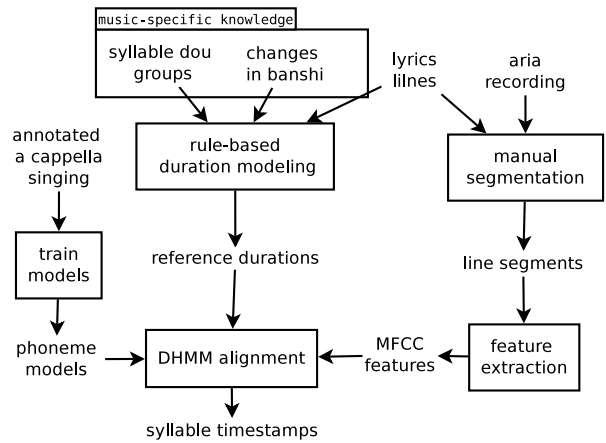 music-specific knowledge
syllable dou
groups
changes
in banshi
lyrics
lilnes
aria
recording
annotated
a cappella
singing
rule-based
duration modeling
manual
segmentation
train
models
reference durations
line segments
phoneme
models
DHMM alignment
MFCC
features
feature
extraction
syllable timestamps